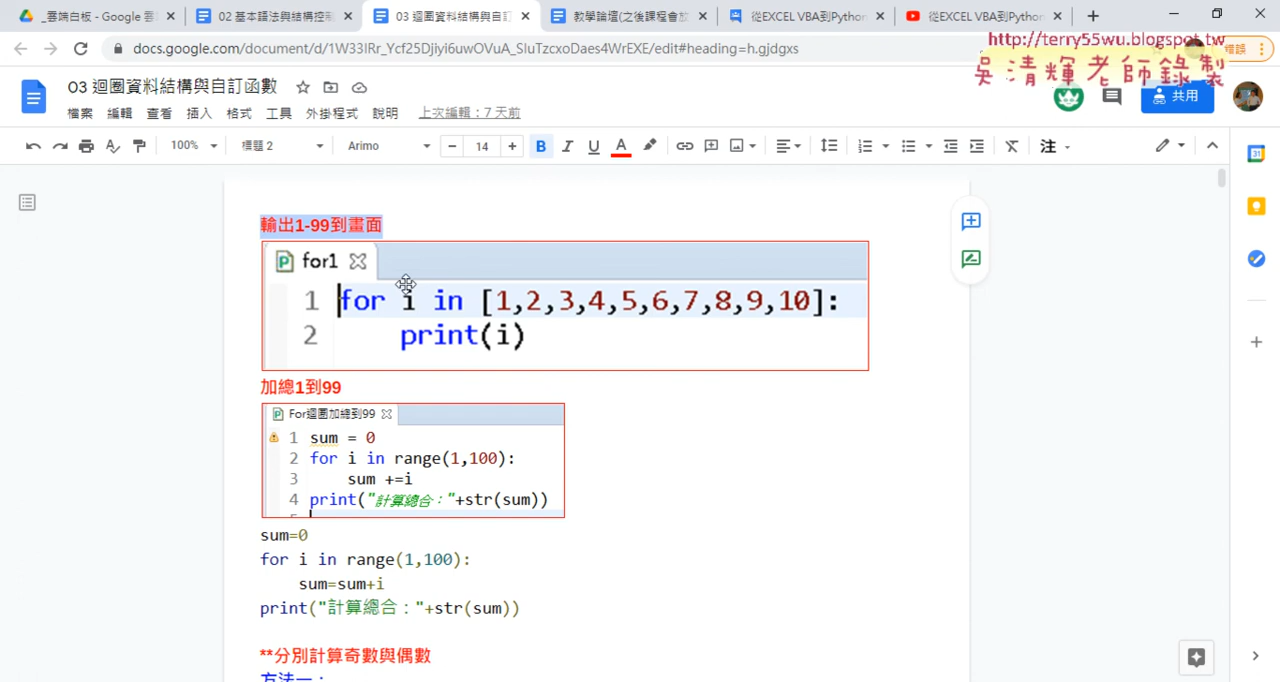 _雲端白板 - Google 雲
02 基本語法與結構控制
03 迴圈資料結構與自訂
教學論壇(之後課程會放
從EXCEL VBA到Python
從EXCEL VBA到Python
docs.google.com/document/d/1W33lRr_Ycf25Djiyi6uwOVuA_SluTzcxoDaes4WrEXE/edit#heading=h.gjdgxs
http://terry55wu.blogspot.tw
吳清輝老師錄製
錯誤
03 迴圈資料結構與自訂函數
檔案 編輯 查看 插入 格式 工具 外掛程式 說明 上次編輯：7 天前
共用
100% 標題 2 Arimo 14 B I U A 注
31
輸出1-99到畫面
for1
1 for i in [1,2,3,4,5,6,7,8,9,10]:
2 print(i)
加總1到99
For迴圈加總到99
1 sum = 0
2 for i in range(1,100):
3 sum +=i
4 print("計算總合："+str(sum))
sum=0
for i in range(1,100):
sum=sum+i
print("計算總合："+str(sum))
**分別計算奇數與偶數
方法一：